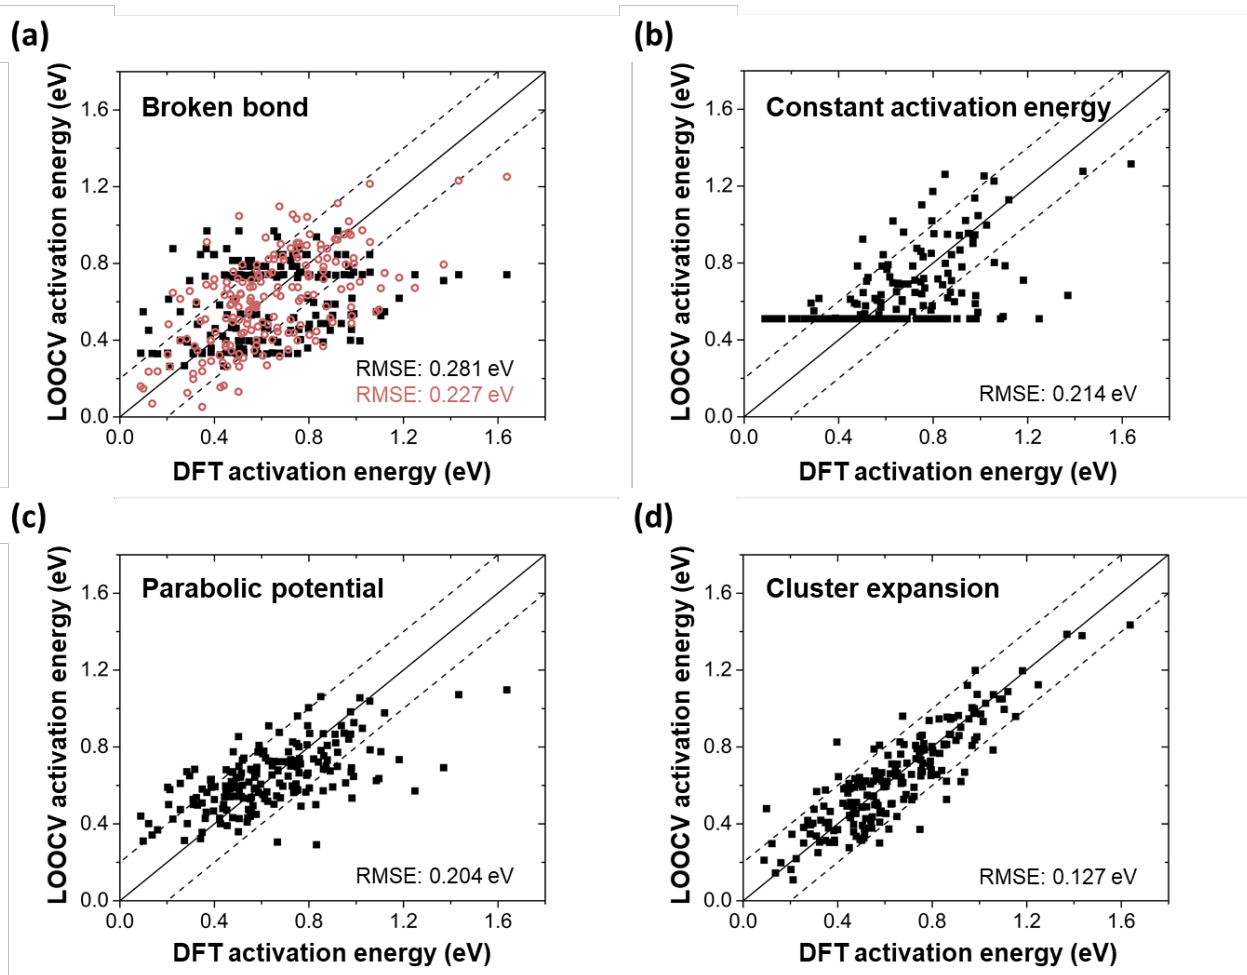 (a)
LOOCV activation energy (eV)
Broken bond
1.6
1.2
0.8
0.4
0.0
RMSE: 0.281 eV
RMSE: 0.227 eV
0.0 0.4 0.8 1.2 1.6
DFT activation energy (eV)
(b)
LOOCV activation energy (eV)
Constant activation energy
1.6
1.2
0.8
0.4
0.0
RMSE: 0.214 eV
0.0 0.4 0.8 1.2 1.6
DFT activation energy (eV)
(c)
LOOCV activation energy (eV)
Parabolic potential
1.6
1.2
0.8
0.4
0.0
RMSE: 0.204 eV
0.0 0.4 0.8 1.2 1.6
DFT activation energy (eV)
(d)
LOOCV activation energy (eV)
Cluster expansion
1.6
1.2
0.8
0.4
0.0
RMSE: 0.127 eV
0.0 0.4 0.8 1.2 1.6
DFT activation energy (eV)